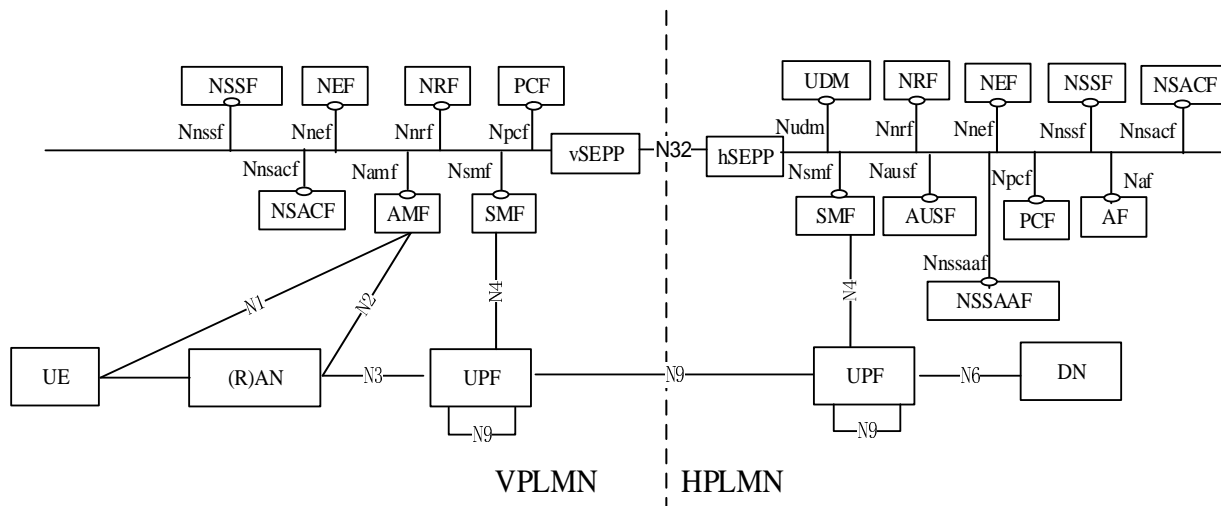 NSSF NEF NRF PCF UDM NRF NEF NSSF NSACF
Nnssf Nnef Nnrf Npcf Nudm Nnrf Nnef Nnssf Nnsacf
vSEPP N32 hSEPP
Nnsacf Namf Nsmf Nsmf Nausf Npcf Naf
NSACF AMF SMF SMF AUSF PCF AF
Nnssaaf
NSSAAF
N1 N2 N4 N4
UE (R)AN N3 UPF N9 UPF N6 DN
N9 N9
VPLMN HPLMN